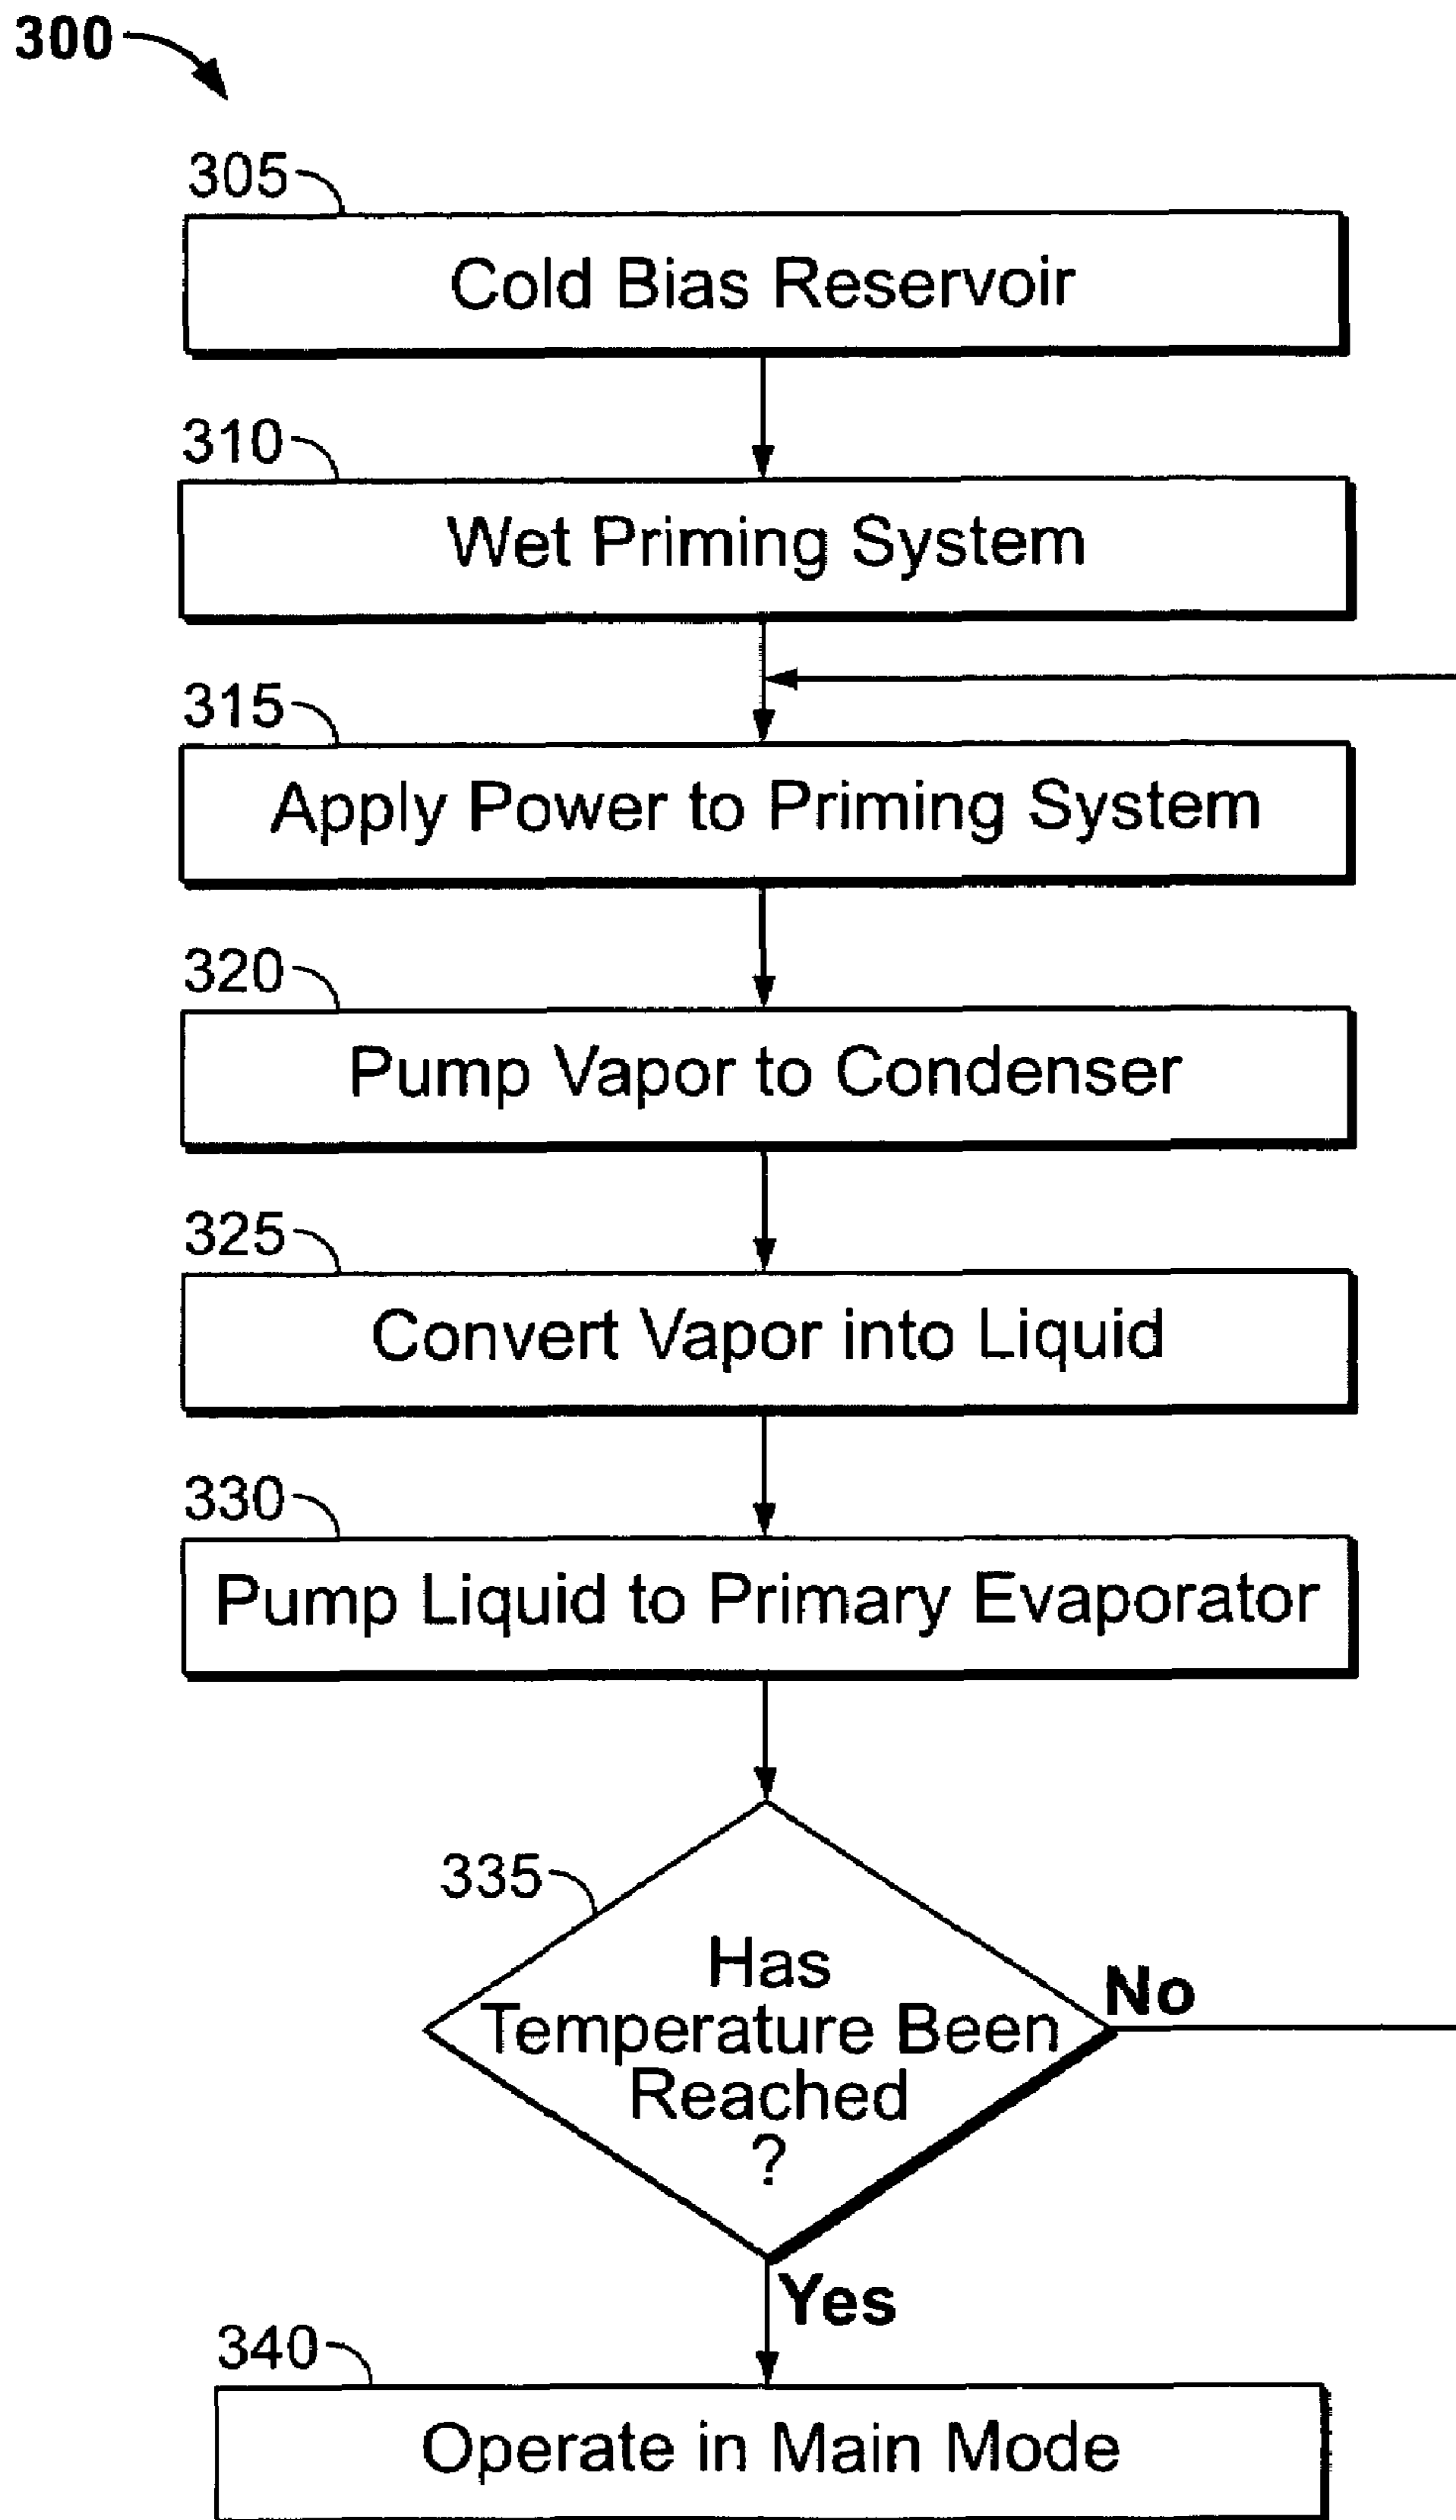 300
305
Cold Bias Reservoir
310
Wet Priming System
315
Apply Power to Priming System
320
Pump Vapor to Condenser
325
Convert Vapor into Liquid
330
Pump Liquid to Primary Evaporator
335
Has
Temperature Been
Reached
?
No
Yes
340
Operate in Main Mode